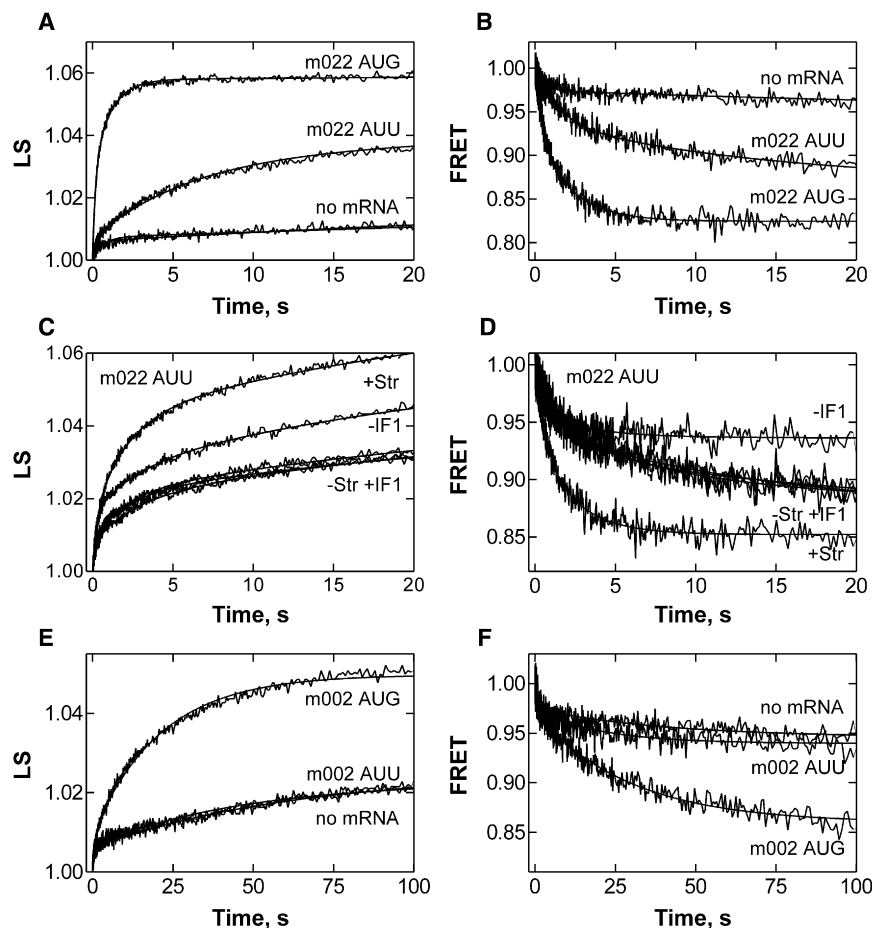 A
LS
1.06
1.04
1.02
1.00
m022 AUG
m022 AUU
no mRNA
0 5 10 15 20
Time, s
B
FRET
1.00
0.95
0.90
0.85
0.80
no mRNA
m022 AUU
m022 AUG
0 5 10 15 20
Time, s
C
LS
1.06
1.04
1.02
1.00
m022 AUU
+Str
-IF1
-Str +IF1
0 5 10 15 20
Time, s
D
FRET
1.00
0.95
0.90
0.85
m022 AUU
-IF1
-Str +IF1
+Str
0 5 10 15 20
Time, s
E
LS
1.04
1.02
1.00
m002 AUG
m002 AUU
no mRNA
0 25 50 75 100
Time, s
F
FRET
1.00
0.95
0.90
0.85
no mRNA
m002 AUU
m002 AUG
0 25 50 75 100
Time, s